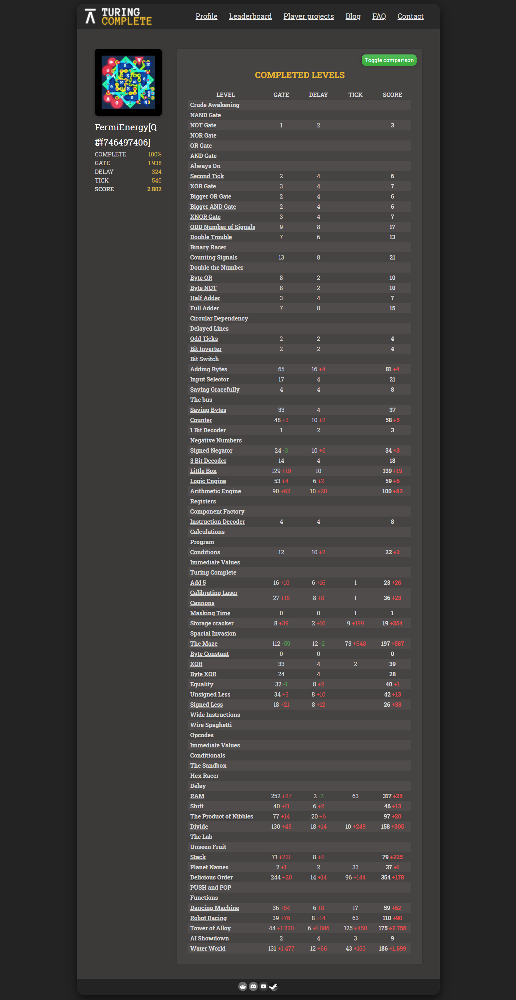 TURING
COMPLETE
Profile Leaderboard Player projects Blog FAQ Contact
FermiEnergy[Q
群746497406]
COMPLETE 100%
GATE 1.938
DELAY 324
TICK 540
SCORE 2.802
Toggle comparison
COMPLETED LEVELS
LEVEL GATE DELAY TICK SCORE
Crude Awakening
NAND Gate
NOT Gate 1 2 3
NOR Gate
OR Gate
AND Gate
Always On
Second Tick 2 4 6
XOR Gate 3 4 7
Bigger OR Gate 2 4 6
Bigger AND Gate 2 4 6
XNOR Gate 3 4 7
ODD Number of Signals 9 8 17
Double Trouble 7 6 13
Binary Racer
Counting Signals 13 8 21
Double the Number
Byte OR 8 2 10
Byte NOT 8 2 10
Half Adder 3 4 7
Full Adder 7 8 15
Circular Dependency
Delayed Lines
Odd Ticks 2 2 4
Bit Inverter 2 2 4
Bit Switch
Adding Bytes 65 16 +4 81 +4
Input Selector 17 4 21
Saving Gracefully 4 4 8
The bus
Saving Bytes 33 4 37
Counter 48 +3 10 +2 58 +5
1 Bit Decoder 1 2 3
Negative Numbers
Signed Negator 24 -3 10 +6 34 +3
3 Bit Decoder 14 4 18
Little Box 129 +19 10 139 +19
Logic Engine 53 +4 6 +2 59 +6
Arithmetic Engine 90 +62 10 +20 100 +82
Registers
Component Factory
Instruction Decoder 4 4 8
Calculations
Program
Conditions 12 10 +2 22 +2
Immediate Values
Turing Complete
Add 5 16 +10 6 +16 1 23 +26
Calibrating Laser
Cannons 27 +15 8 +8 1 36 +23
Masking Time 0 0 1 1
Storage cracker 8 +39 2 +16 9 +199 19 +254
Spacial Invasion
The Maze 112 -59 12 -2 73 +648 197 +587
Byte Constant 0 0 0
XOR 33 4 2 39
Byte XOR 24 4 28
Equality 32 -1 8 +2 40 +1
Unsigned Less 34 +3 8 +10 42 +13
Signed Less 18 +21 8 +12 26 +33
Wide Instructions
Wire Spaghetti
Opcodes
Immediate Values
Conditionals
The Sandbox
Hex Racer
Delay
RAM 252 +27 2 -2 63 317 +25
Shift 40 +11 6 +2 46 +13
The Product of Nibbles 77 +14 20 +6 97 +20
Divide 130 +43 18 +14 10 +248 158 +305
The Lab
Unseen Fruit
Stack 71 +221 8 +4 79 +225
Planet Names 2 +1 2 33 37 +1
Delicious Order 244 +20 14 +14 96 +144 354 +178
PUSH and POP
Functions
Dancing Machine 36 +54 6 +8 17 59 +62
Robot Racing 39 +76 8 +14 63 110 +90
Tower of Alloy 44 +1.220 6 +1.086 125 +450 175 +2.756
AI Showdown 2 4 3 9
Water World 131 +1.477 12 +66 43 +156 186 +1.699